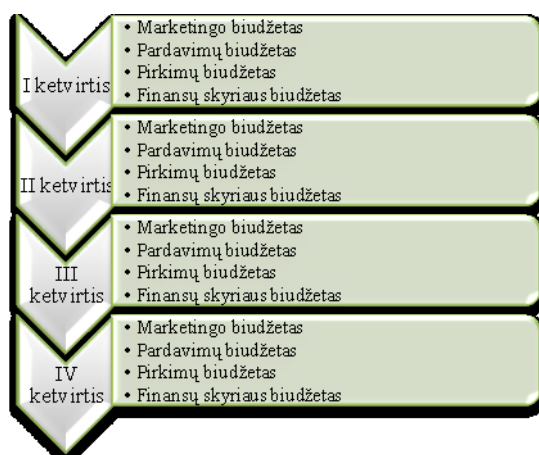 I ketvirtis
• Marketingo biudžetas
• Pardavimų biudžetas
• Pirkimų biudžetas
• Finansų skyriaus biudžetas
II ketvirtis
• Marketingo biudžetas
• Pardavimų biudžetas
• Pirkimų biudžetas
• Finansų skyriaus biudžetas
III
ketvirtis
• Marketingo biudžetas
• Pardavimų biudžetas
• Pirkimų biudžetas
• Finansų skyriaus biudžetas
IV
ketvirtis
• Marketingo biudžetas
• Pardavimų biudžetas
• Pirkimų biudžetas
• Finansų skyriaus biudžetas